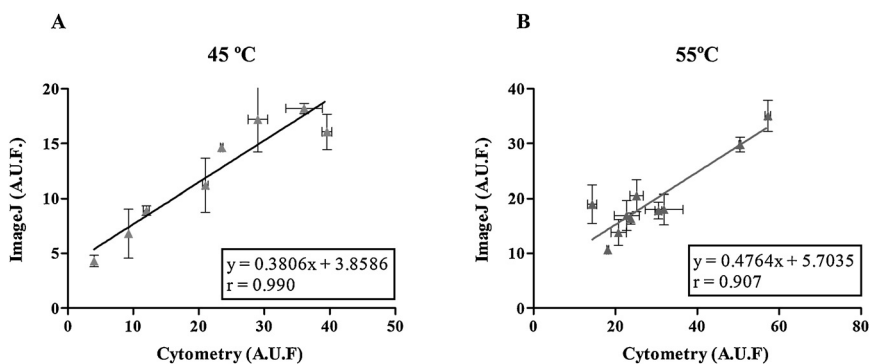 A
45 ºC
ImageJ (A.U.F.)
20
15
10
5
0
y = 0.3806x + 3.8586
r = 0.990
0 10 20 30 40 50
Cytometry (A.U.F)
B
55ºC
ImageJ (A.U.F.)
40
30
20
10
0
y = 0.4764x + 5.7035
r = 0.907
0 20 40 60 80
Cytometry (A.U.F)